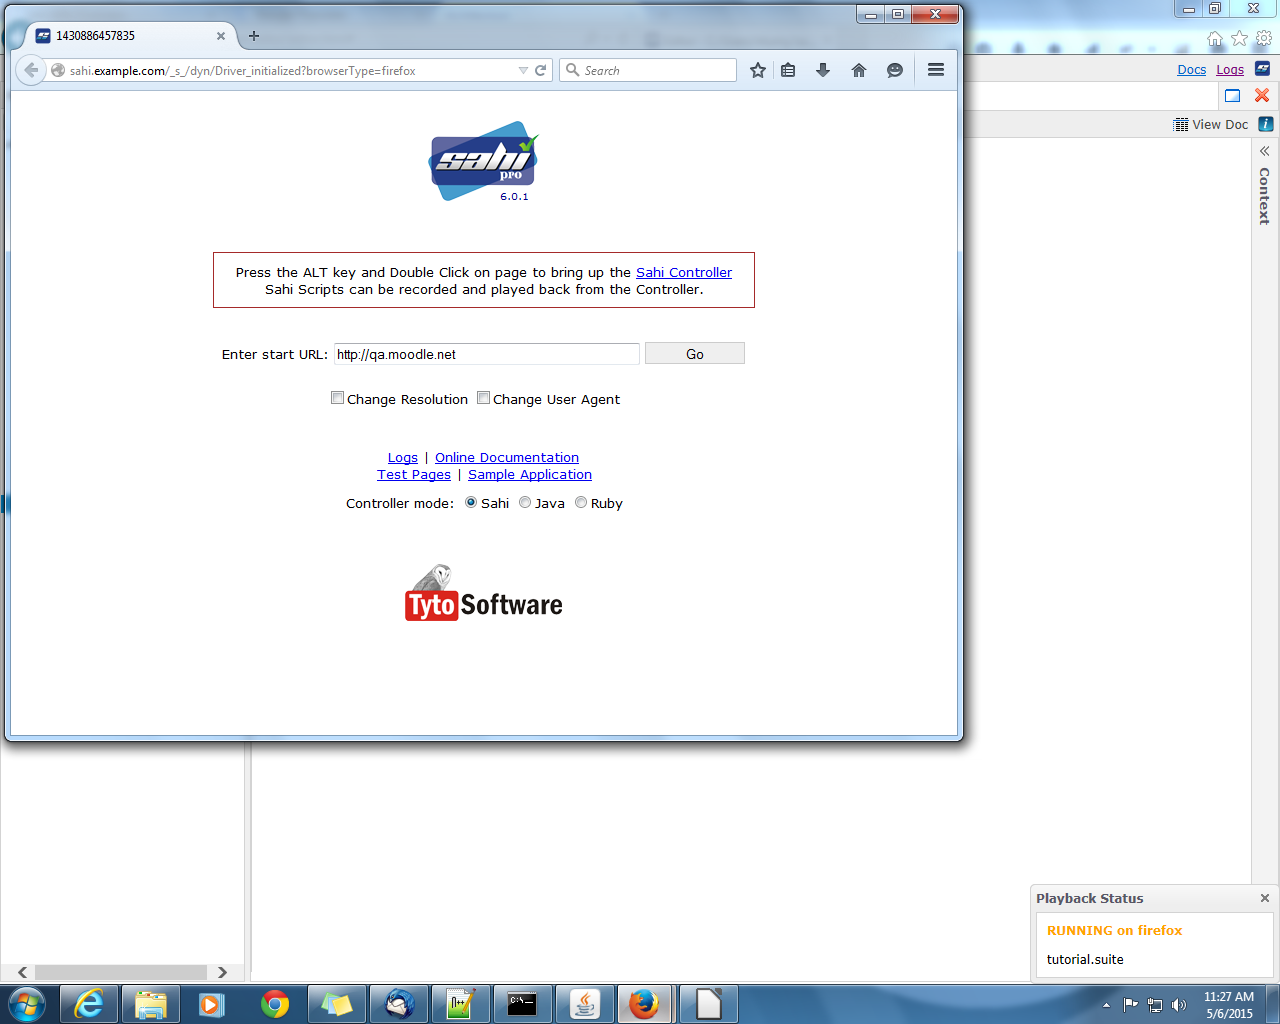 1430886457835
sahi.example.com/_s_/dyn/Driver_initialized?browserType=firefox
Search
Docs Logs
View Doc
Context
sahi
pro
6.0.1
Press the ALT key and Double Click on page to bring up the Sahi Controller
Sahi Scripts can be recorded and played back from the Controller.
Enter start URL: http://qa.moodle.net Go
Change Resolution Change User Agent
Logs | Online Documentation
Test Pages | Sample Application
Controller mode: Sahi Java Ruby
Tyto Software
Playback Status
RUNNING on firefox
tutorial.suite
11:27 AM
5/6/2015